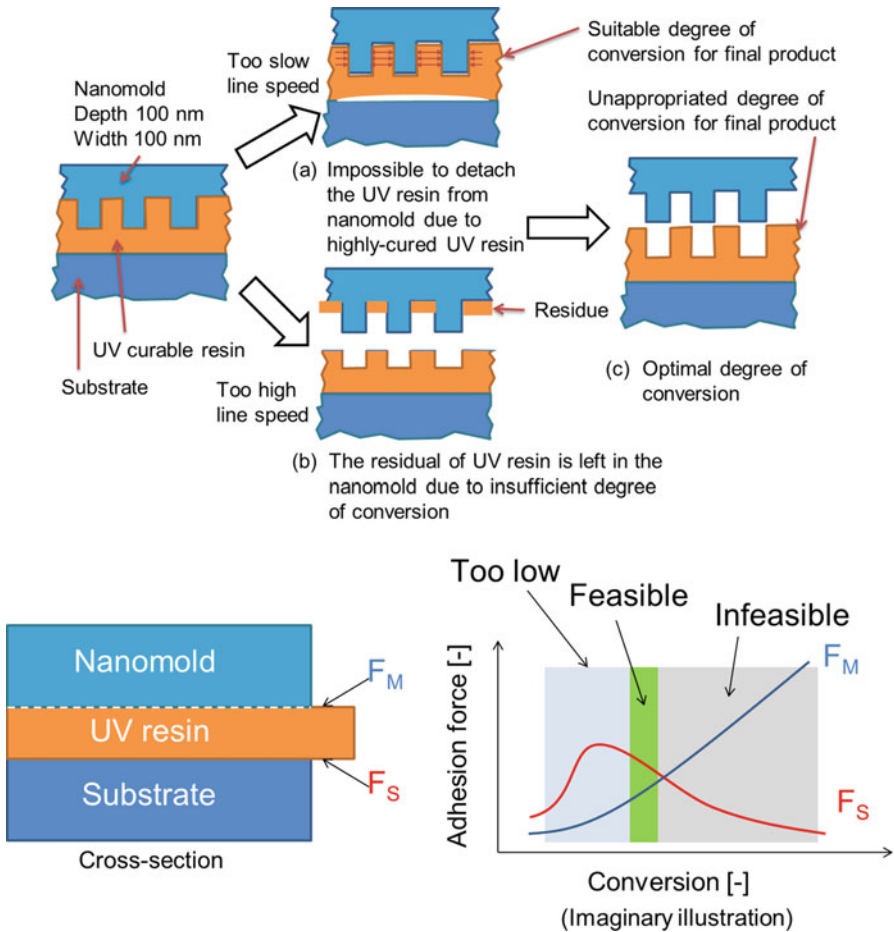 Nanomold
Depth 100 nm
Width 100 nm
Too slow
line speed
Suitable degree of
conversion for final product
Unappropriated degree of
conversion for final product
(a) Impossible to detach
the UV resin from
nanomold due to
highly-cured UV resin
UV curable resin
Substrate
Too high
line speed
Residue
(b) The residual of UV resin is left in the
nanomold due to insufficient degree
of conversion
(c) Optimal degree of
conversion
Nanomold
UV resin
Substrate
F_M
F_S
Cross-section
Too low
Feasible
Infeasible
F_M
F_S
Adhesion force [-]
Conversion [-]
(Imaginary illustration)